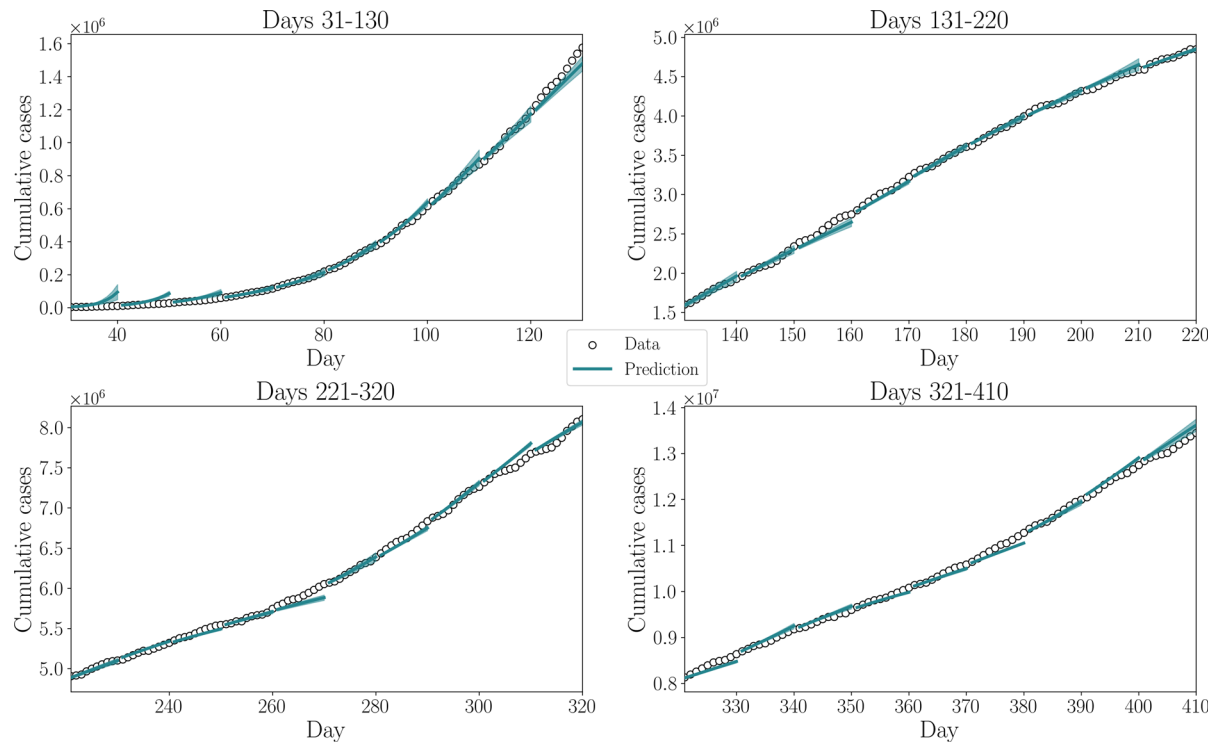 Days 31-130
×10⁶
Cumulative cases
1.6
1.4
1.2
1.0
0.8
0.6
0.4
0.2
0.0
40 60 80 100 120
Day
Days 131-220
×10⁶
Cumulative cases
5.0
4.5
4.0
3.5
3.0
2.5
2.0
1.5
140 150 160 170 180 190 200 210 220
Day
Data
Prediction
Days 221-320
×10⁶
Cumulative cases
8.0
7.5
7.0
6.5
6.0
5.5
5.0
240 260 280 300 320
Day
Days 321-410
×10⁷
Cumulative cases
1.4
1.3
1.2
1.1
1.0
0.9
0.8
330 340 350 360 370 380 390 400 410
Day